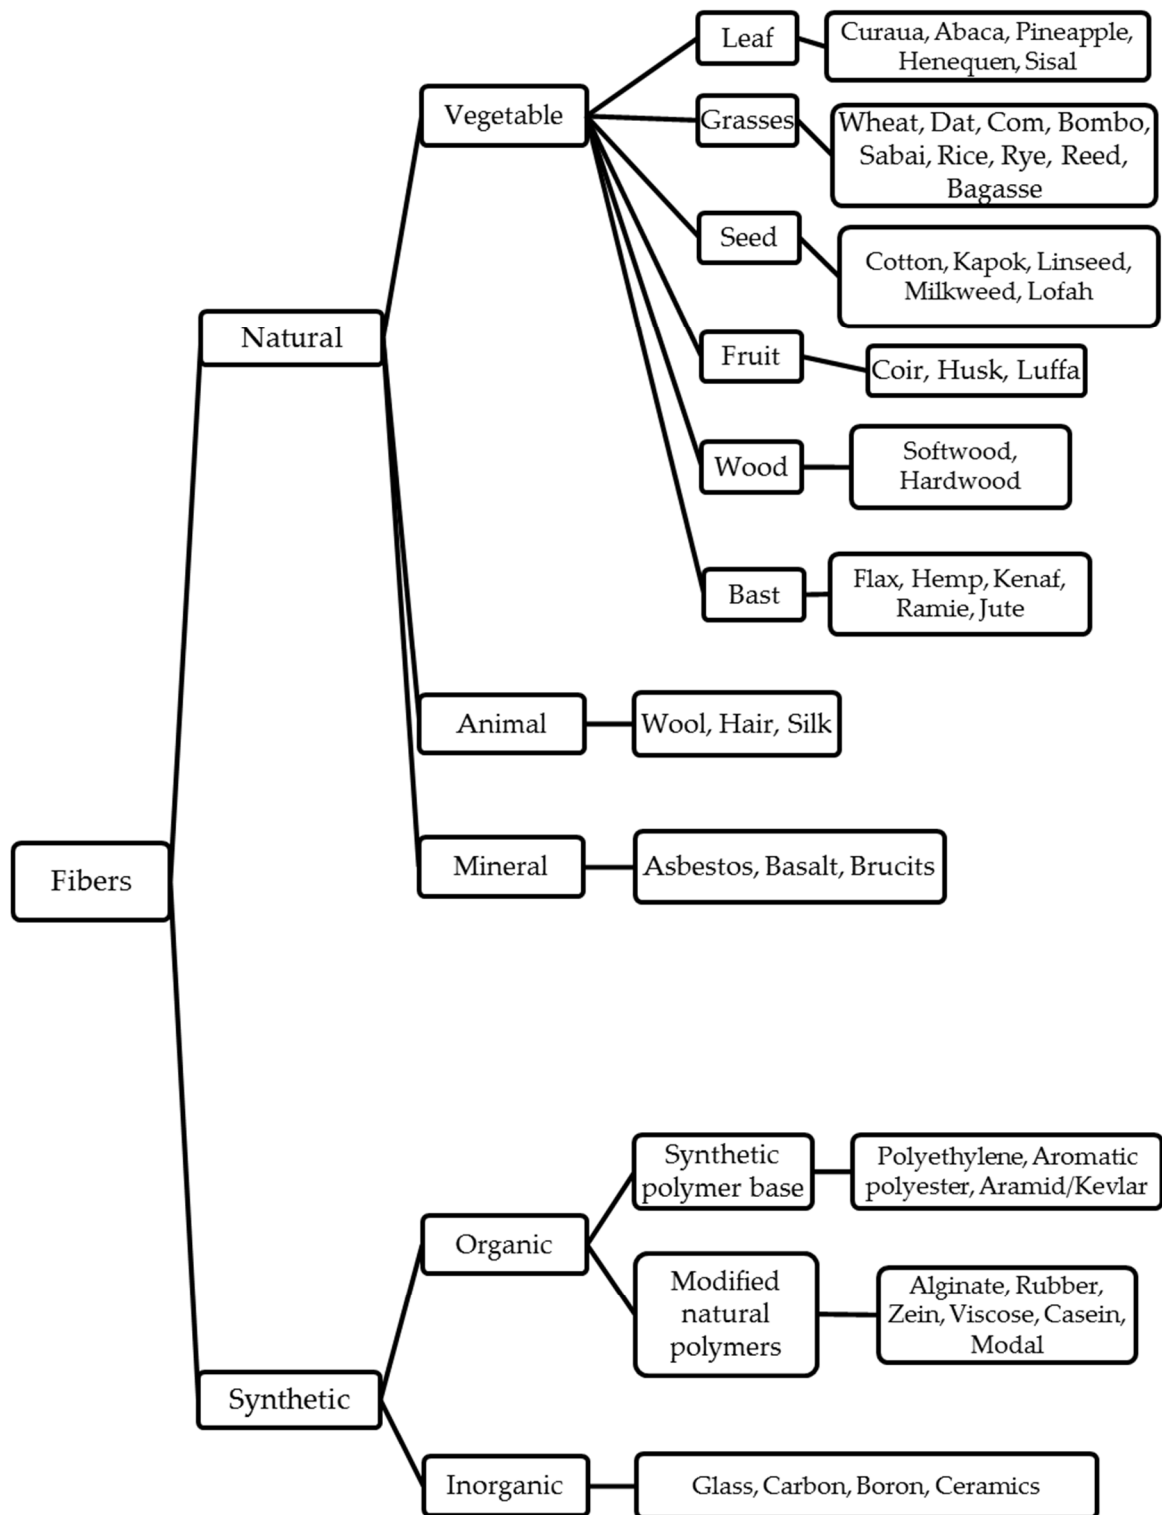 Leaf
Curaua, Abaca, Pineapple,
Henequen, Sisal
Vegetable
Grasses
Wheat, Dat, Com, Bombo,
Sabai, Rice, Rye, Reed,
Bagasse
Seed
Cotton, Kapok, Linseed,
Milkweed, Lofah
Natural
Fruit
Coir, Husk, Luffa
Wood
Softwood,
Hardwood
Bast
Flax, Hemp, Kenaf,
Ramie, Jute
Animal
Wool, Hair, Silk
Mineral
Asbestos, Basalt, Brucits
Fibers
Synthetic
polymer base
Polyethylene, Aromatic
polyester, Aramid/Kevlar
Organic
Modified
natural
polymers
Alginate, Rubber,
Zein, Viscose, Casein,
Modal
Synthetic
Inorganic
Glass, Carbon, Boron, Ceramics